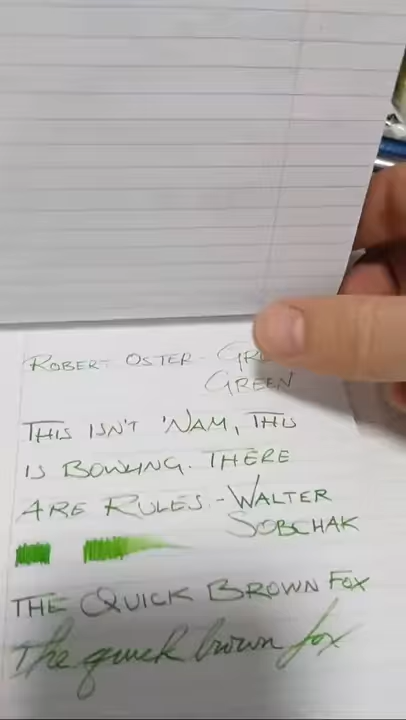 ROBERT OSTER -
GREEN
THIS ISN'T 'NAM, THIS
IS BOWLING. THERE
ARE RULES. - WALTER
SOBCHAK
THE QUICK BROWN FOX
The quick brown fox